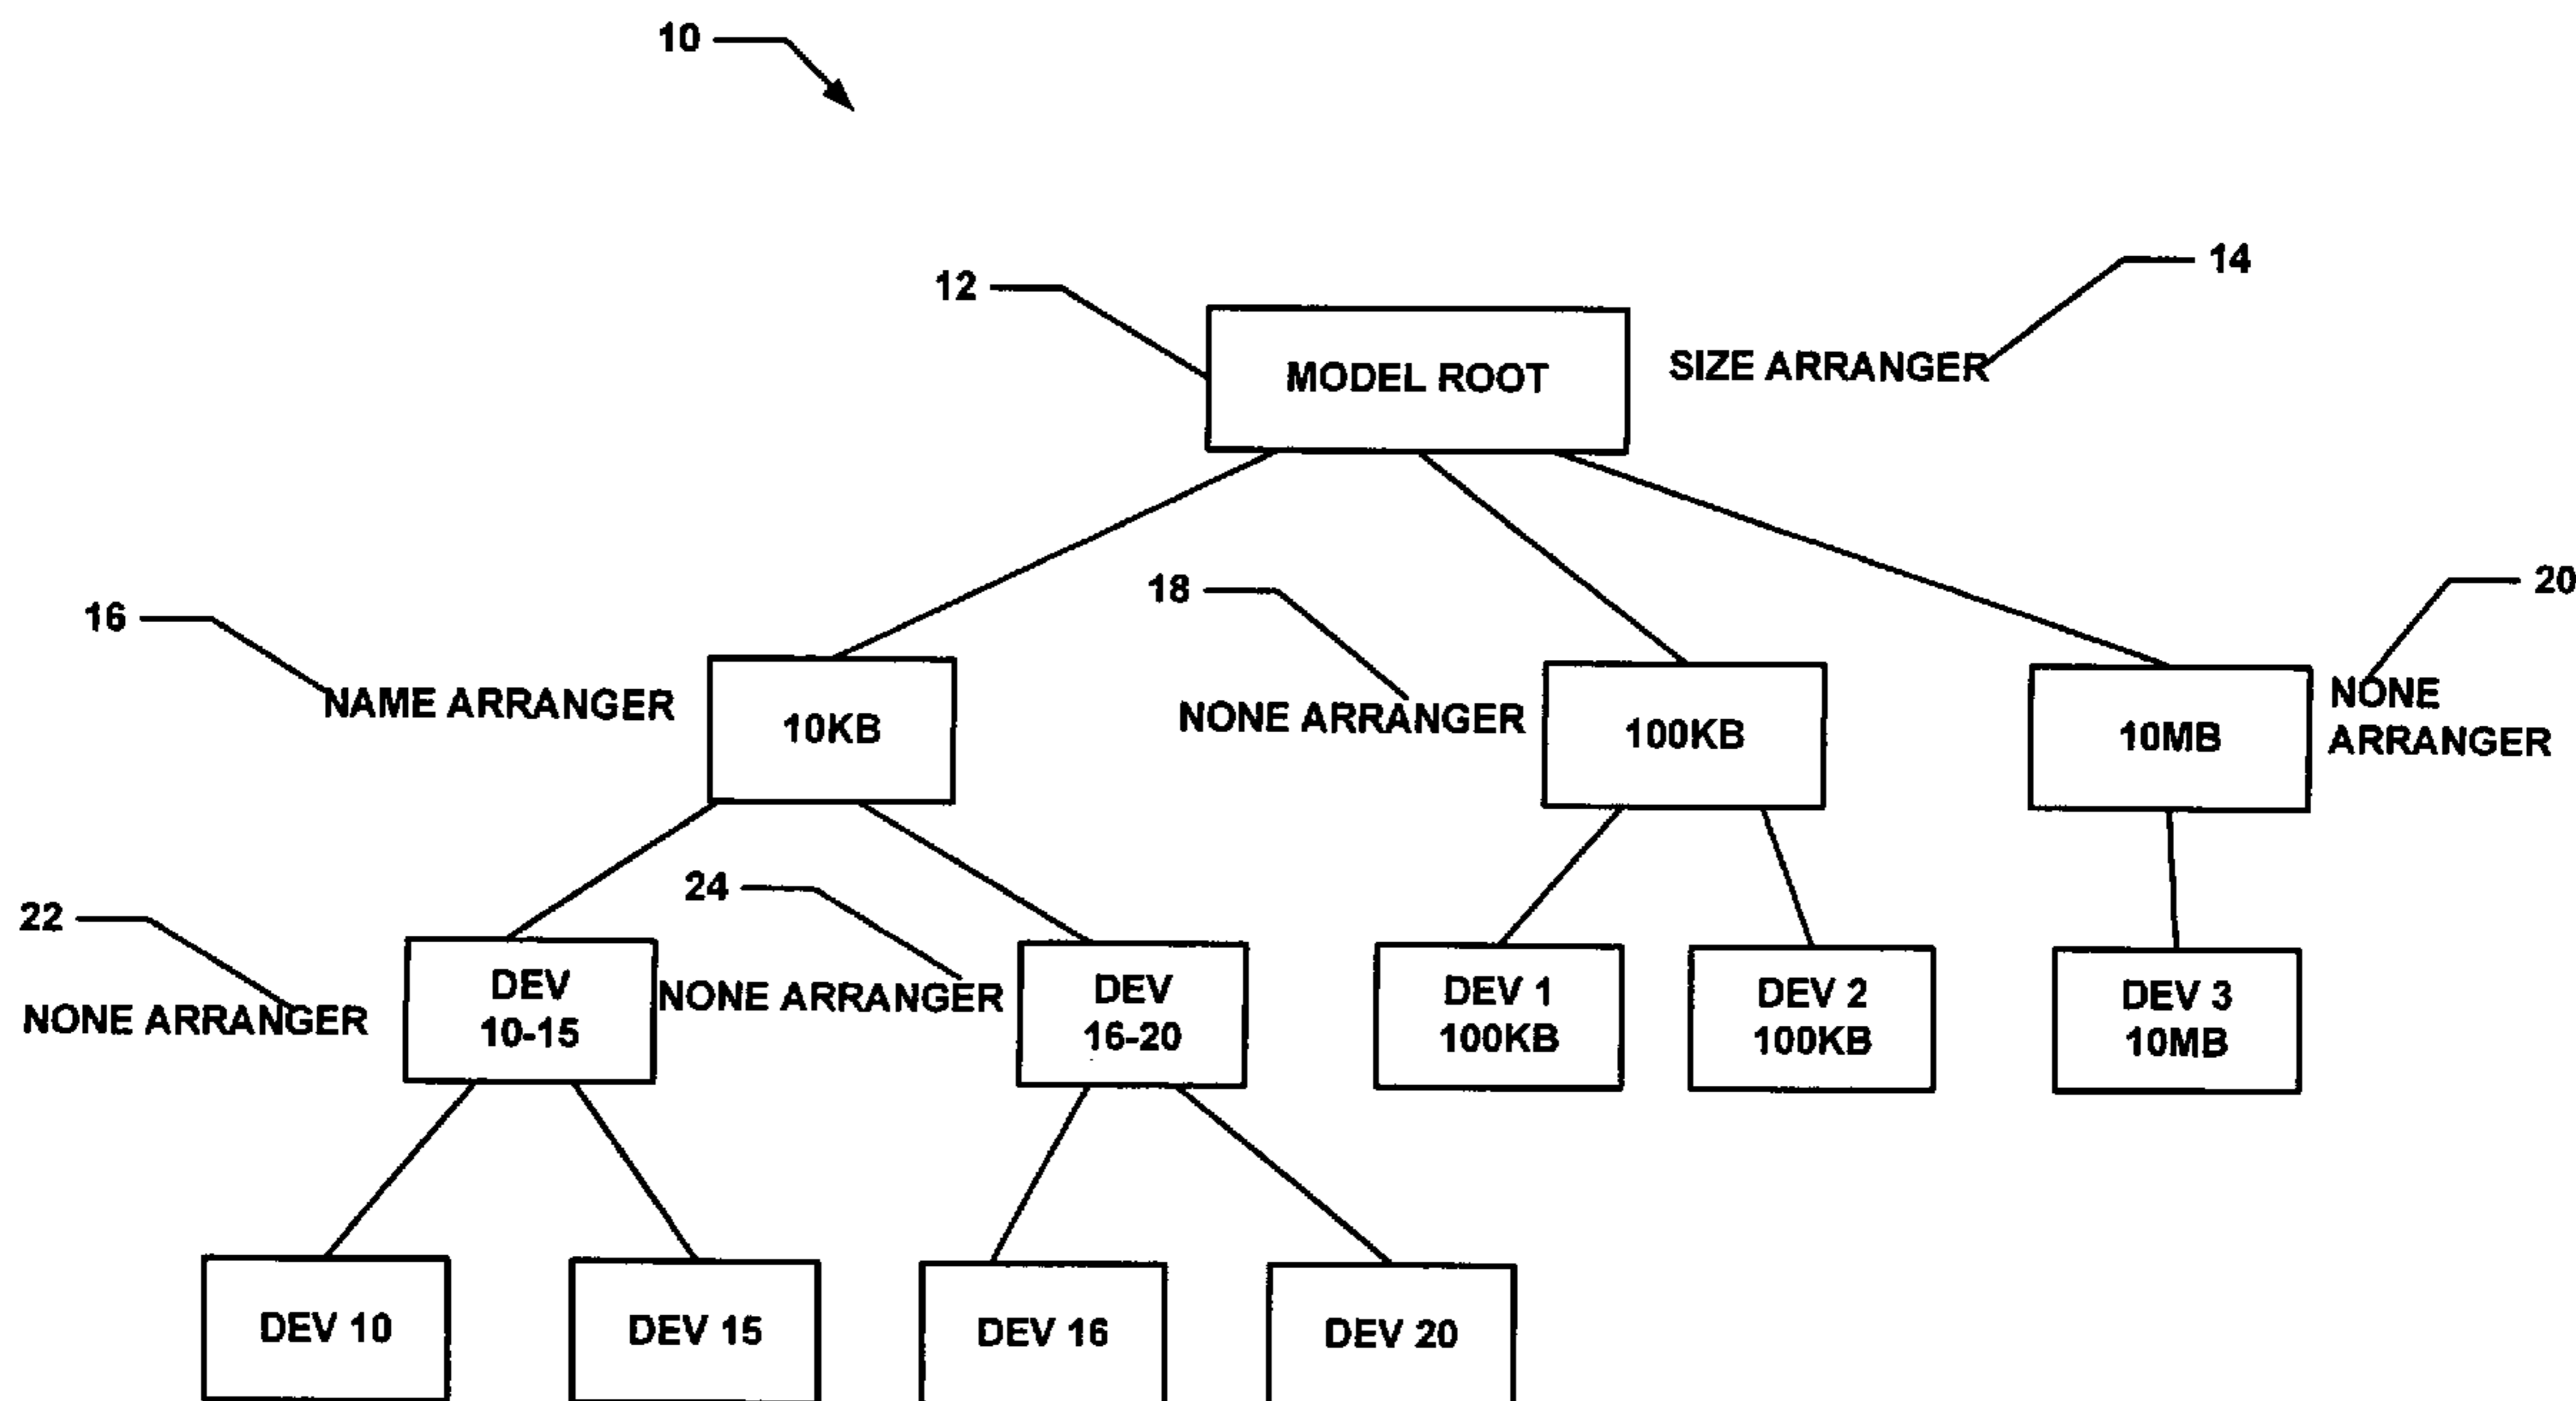 10
14
12
MODEL ROOT
SIZE ARRANGER
16
18
20
NAME ARRANGER
10KB
NONE ARRANGER
100KB
10MB
NONE
ARRANGER
22
24
NONE ARRANGER
DEV
10-15
NONE ARRANGER
DEV
16-20
DEV 1
100KB
DEV 2
100KB
DEV 3
10MB
DEV 10
DEV 15
DEV 16
DEV 20